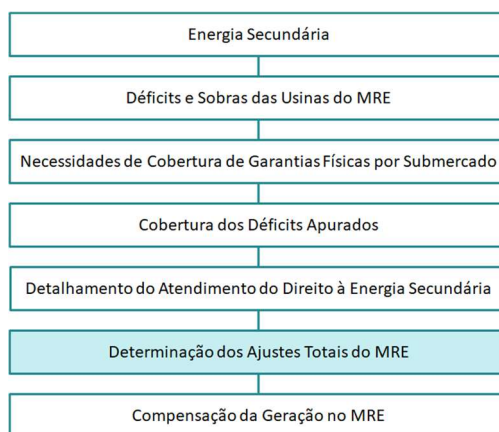 Energia Secundária
Déficits e Sobras das Usinas do MRE
Necessidades de Cobertura de Garantias Físicas por Submercado
Cobertura dos Déficits Apurados
Detalhamento do Atendimento do Direito à Energia Secundária
Determinação dos Ajustes Totais do MRE
Compensação da Geração no MRE